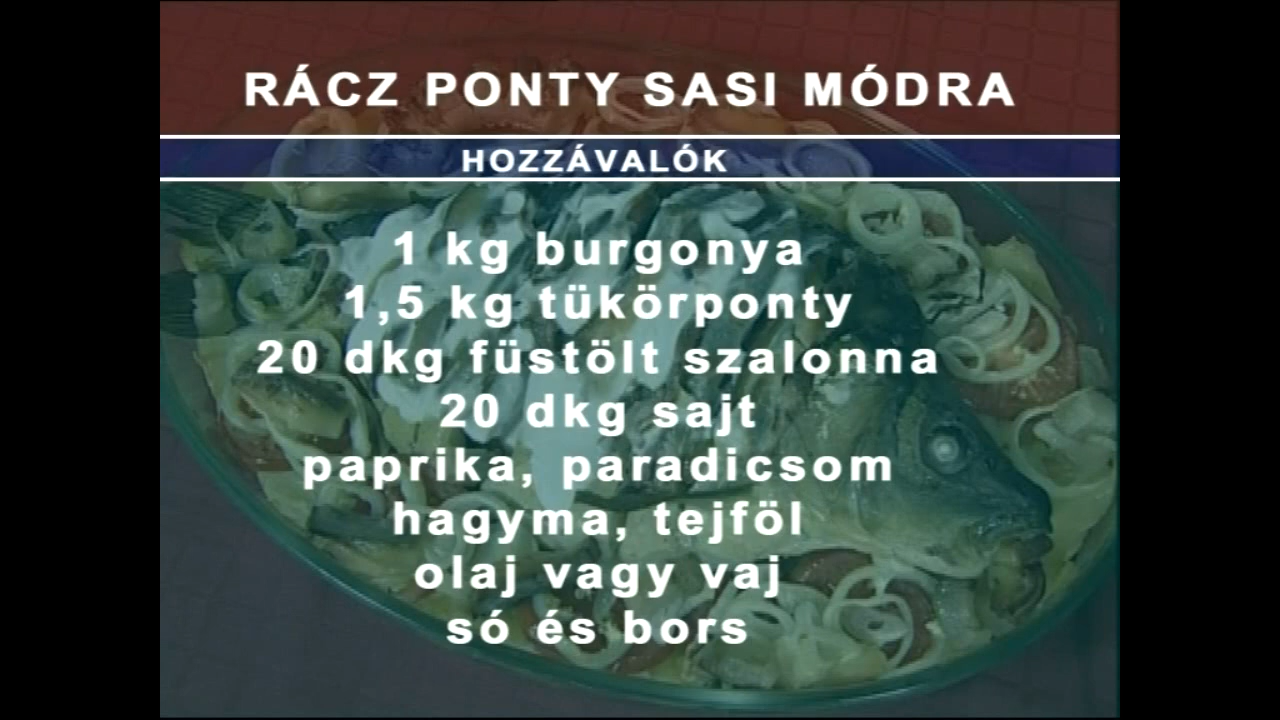 RÁCZ PONTY SASI MÓDRA
HOZZÁVALÓK
1 kg burgonya
1,5 kg tükörponty
20 dkg füstölt szalonna
20 dkg sajt
paprika, paradicsom
hagyma, tejföl
olaj vagy vaj
só és bors